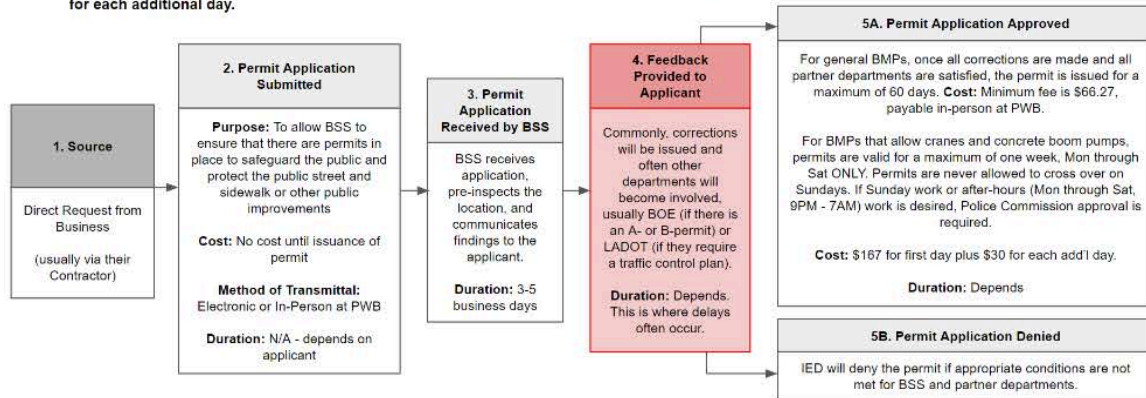 for each additional day.
1. Source
Direct Request from
Business
(usually via their
Contractor)
2. Permit Application
Submitted
Purpose: To allow BSS to
ensure that there are permits in
place to safeguard the public and
protect the public street and
sidewalk or other public
improvements
Cost: No cost until issuance of
permit
Method of Transmittal:
Electronic or In-Person at PWB
Duration: N/A - depends on
applicant
3. Permit
Application
Received by BSS
BSS receives
application,
pre-inspects the
location, and
communicates
findings to the
applicant.
Duration: 3-5
business days
4. Feedback
Provided to
Applicant
Commonly, corrections
will be issued and
often other
departments will
become involved,
usually BOE (if there is
an A- or B-permit) or
LADOT (if they require
a traffic control plan).
Duration: Depends.
This is where delays
often occur.
5A. Permit Application Approved
For general BMPs, once all corrections are made and all
partner departments are satisfied, the permit is issued for a
maximum of 60 days. Cost: Minimum fee is $66.27,
payable in-person at PWB.
For BMPs that allow cranes and concrete boom pumps,
permits are valid for a maximum of one week, Mon through
Sat ONLY. Permits are never allowed to cross over on
Sundays. If Sunday work or after-hours (Mon through Sat,
9PM - 7AM) work is desired, Police Commission approval is
required.
Cost: $167 for first day plus $30 for each add'l day.
Duration: Depends
5B. Permit Application Denied
IED will deny the permit if appropriate conditions are not
met for BSS and partner departments.